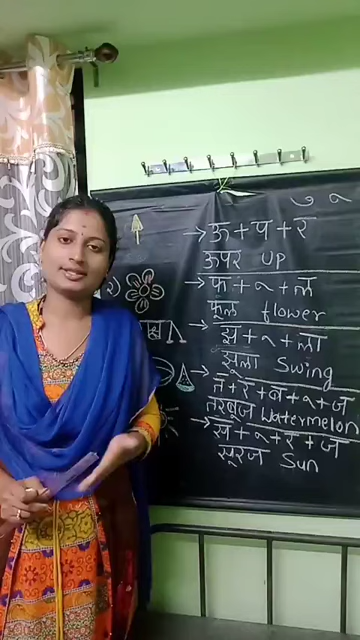 → ऊ + प + र
ऊपर UP
→ फ + ू + ल
फूल flower
→ झ + ू + ला
झूला Swing
→ त + र + ब + ू + ज
तरबूज Watermelon
→ स + ू + र + ज
सूरज Sun